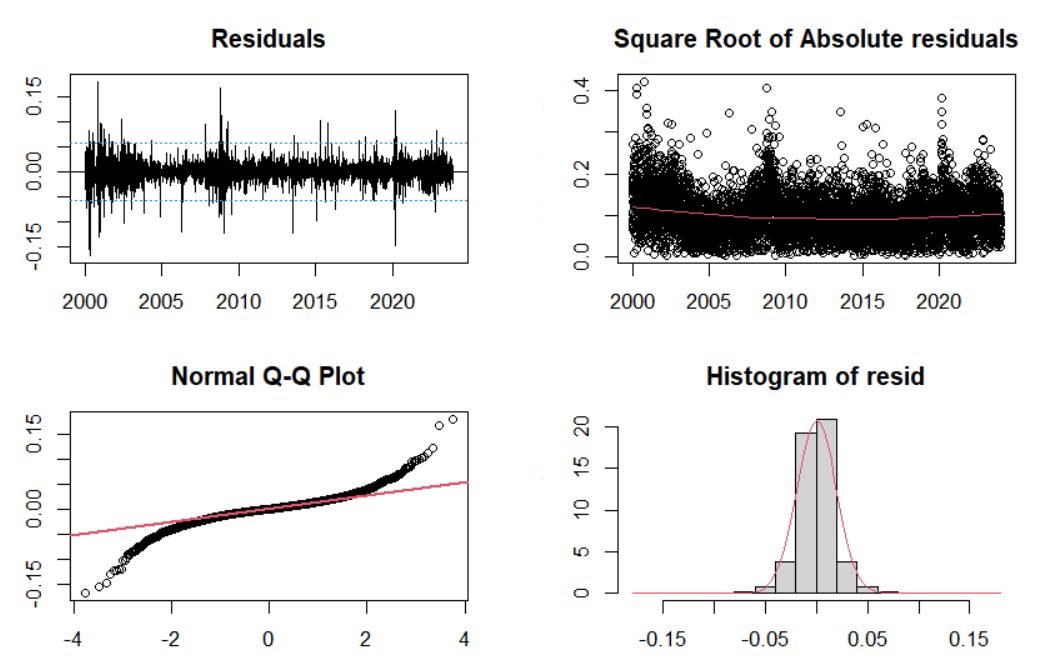 Residuals
0.15
0.00
-0.15
2000 2005 2010 2015 2020
Square Root of Absolute residuals
0.4
0.2
0.0
2000 2005 2010 2015 2020
Normal Q-Q Plot
0.15
0.00
-0.15
-4 -2 0 2 4
Histogram of resid
20
15
10
5
0
-0.15 -0.05 0.05 0.15